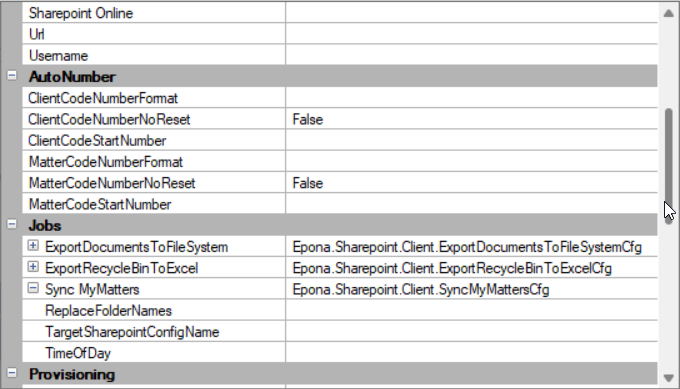 Sharepoint Online
Url
Username
AutoNumber
ClientCodeNumberFormat
ClientCodeNumberNoReset False
ClientCodeStartNumber
MatterCodeNumberFormat
MatterCodeNumberNoReset False
MatterCodeStartNumber
Jobs
ExportDocumentsToFileSystem Epona.Sharepoint.Client.ExportDocumentsToFileSystemCfg
ExportRecycleBinToExcel Epona.Sharepoint.Client.ExportRecycleBinToExcelCfg
Sync MyMatters Epona.Sharepoint.Client.SyncMyMattersCfg
ReplaceFolderNames
TargetSharepointConfigName
TimeOfDay
Provisioning